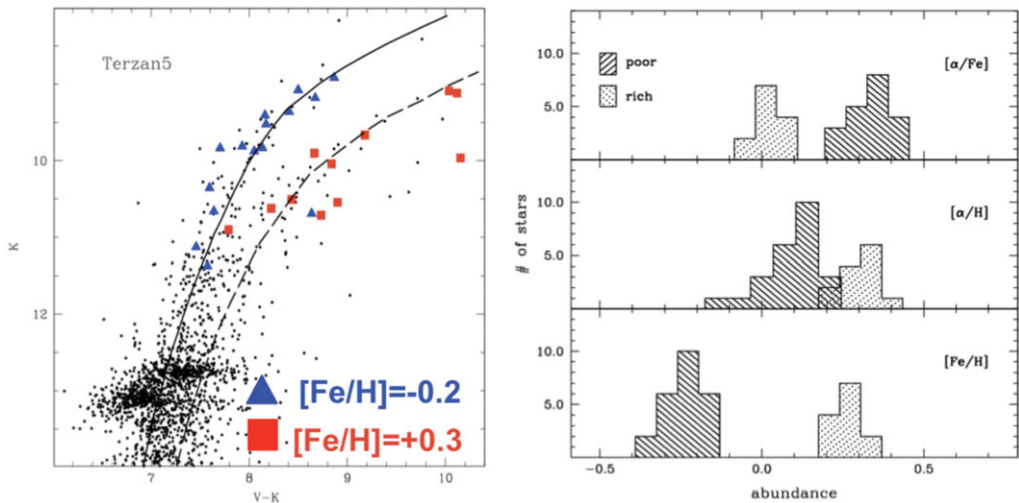 Terzan5
10
12
K
7
8
9
10
V-K
[Fe/H]=-0.2
[Fe/H]=+0.3
10.0
5.0
poor
rich
[α/Fe]
10.0
5.0
[α/H]
# of stars
10.0
5.0
[Fe/H]
-0.5
0.0
0.5
abundance